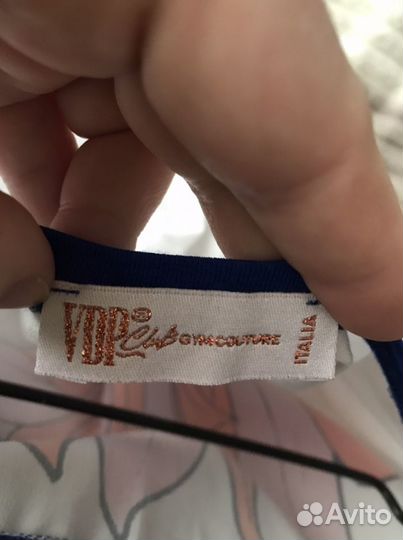 VDP® Club GYM COUTURE
ITALIA
Avito